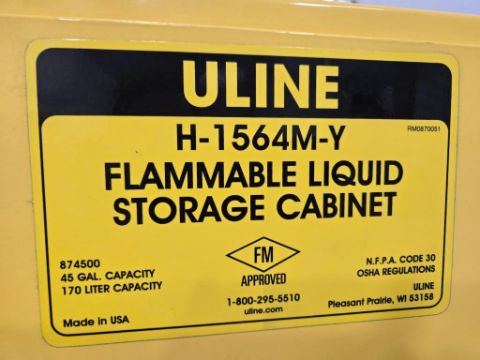 ULINE
H-1564M-Y
RM0870051
FLAMMABLE LIQUID
STORAGE CABINET
FM
APPROVED
874500
45 GAL. CAPACITY
170 LITER CAPACITY
Made in USA
1-800-295-5510
uline.com
N.F.P.A. CODE 30
OSHA REGULATIONS
ULINE
Pleasant Prairie, WI 53158